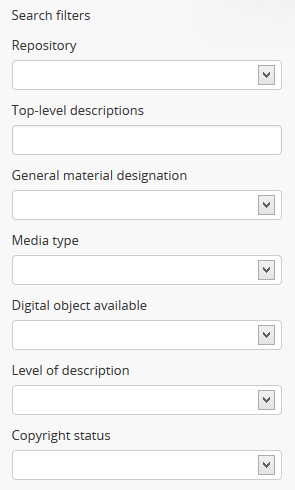 Search filters
Repository
Top-level descriptions
General material designation
Media type
Digital object available
Level of description
Copyright status